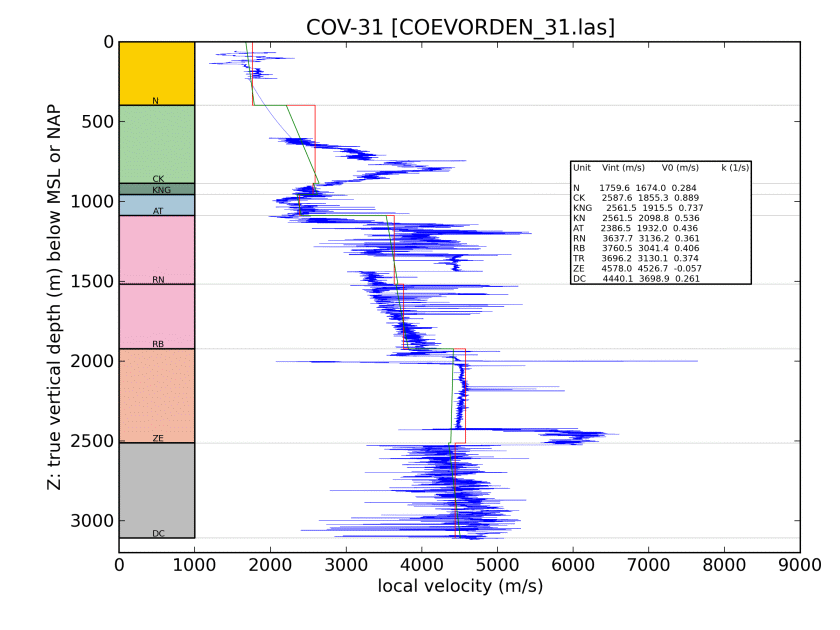 COV-31 [COEVORDEN_31.las]
0
500
1000
1500
2000
2500
3000
Z: true vertical depth (m) below MSL or NAP
N
CK
KNG
AT
RN
RB
ZE
DC
Unit Vint (m/s) V0 (m/s) k (1/s)
N 1759.6 1674.0 0.284
CK 2587.6 1855.3 0.889
KNG 2561.5 1915.5 0.737
KN 2561.5 2098.8 0.536
AT 2386.5 1932.0 0.436
RN 3637.7 3136.2 0.361
RB 3760.5 3041.4 0.406
TR 3696.2 3130.1 0.374
ZE 4578.0 4526.7 -0.057
DC 4440.1 3698.9 0.261
0 1000 2000 3000 4000 5000 6000 7000 8000 9000
local velocity (m/s)